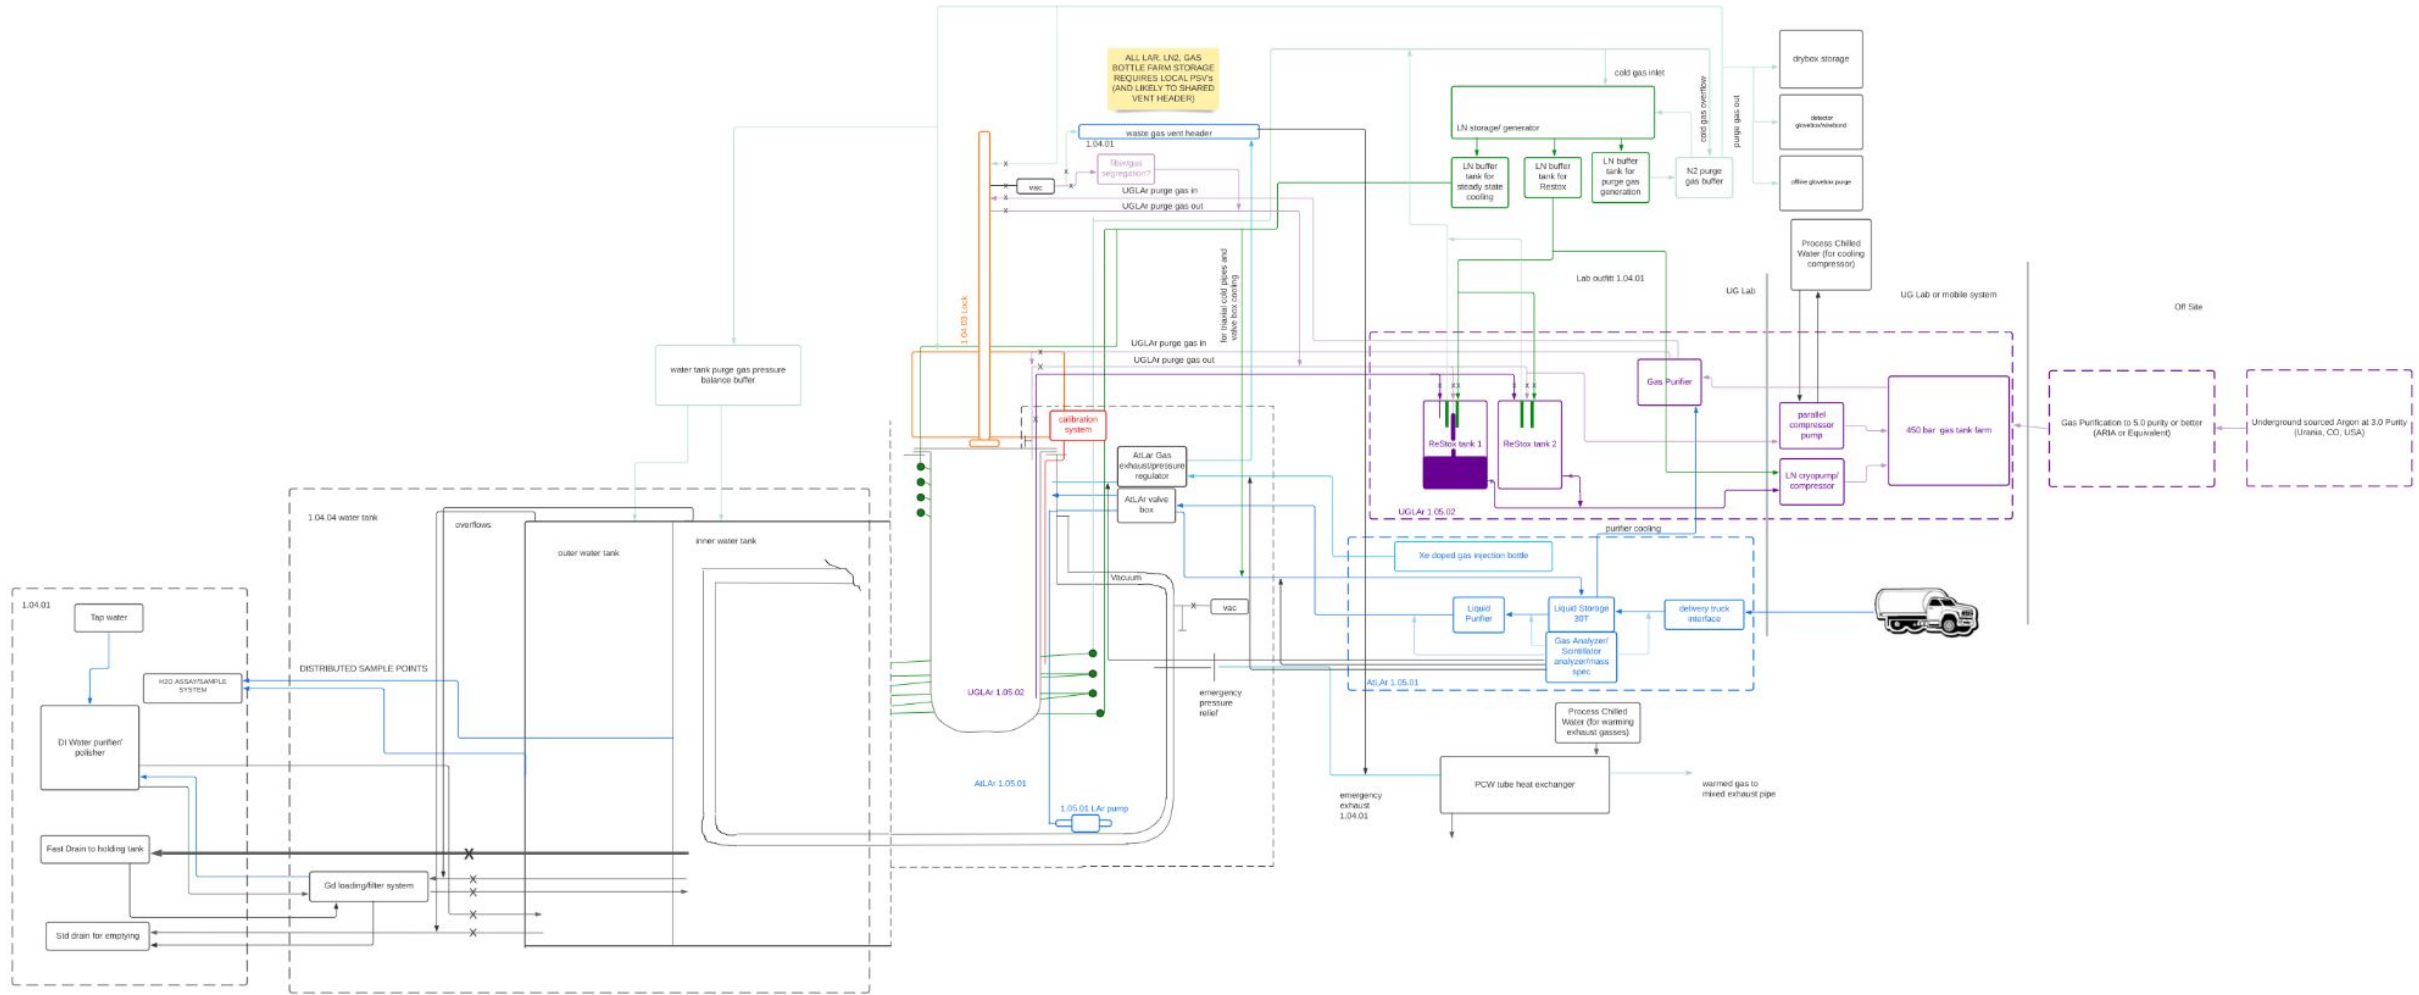 ALL LAR, LN2, GAS
BOTTLE FARM STORAGE
REQUIRES LOCAL PSV's
(AND LIKELY TO SHARED
VENT HEADER)
waste gas vent header
1.04.01
filter/gas
segregation?
vac
UGLAr purge gas in
UGLAr purge gas out
1.04.03 Lock
for triaxial cold pipes and
valve box cooling
cold gas inlet
LN storage/ generator
LN buffer
tank for
steady state
cooling
LN buffer
tank for
Restox
LN buffer
tank for
purge gas
generation
N2 purge
gas buffer
cold gas overflow
purge gas out
drybox storage
detector
glovebox/wirebond
offline glovebox purge
Process Chilled
Water (for cooling
compressor)
Lab outfitt 1.04.01
UG Lab
UG Lab or mobile system
Off Site
water tank purge gas pressure
balance buffer
UGLAr purge gas in
UGLAr purge gas out
calibration
system
ReStox tank 1
ReStox tank 2
Gas Purifier
parallel
compressor
pump
LN cryopump/
compressor
450 bar gas tank farm
UGLAr 1.05.02
Gas Purification to 5.0 purity or better
(ARIA or Equivalent)
Underground sourced Argon at 3.0 Purity
(Urania, CO, USA)
AtLar Gas
exhaust/pressure
regulator
AtLAr valve
box
purifier cooling
Xe doped gas injection bottle
Liquid
Purifier
Liquid Storage
30T
delivery truck
interface
Gas Analyzer/
Scintillator
analyzer/mass
spec
AtLAr 1.05.01
1.04.04 water tank
overflows
outer water tank
inner water tank
Vacuum
vac
UGLAr 1.05.02
emergency
pressure
relief
AtLAr 1.05.01
1.05.01 LAr pump
1.04.01
Tap water
H2O ASSAY/SAMPLE
SYSTEM
DISTRIBUTED SAMPLE POINTS
DI Water purifier/
polisher
Fast Drain to holding tank
Gd loading/filter system
Std drain for emptying
Process Chilled
Water (for warming
exhaust gasses)
PCW tube heat exchanger
emergency
exhaust
1.04.01
warmed gas to
mixed exhaust pipe